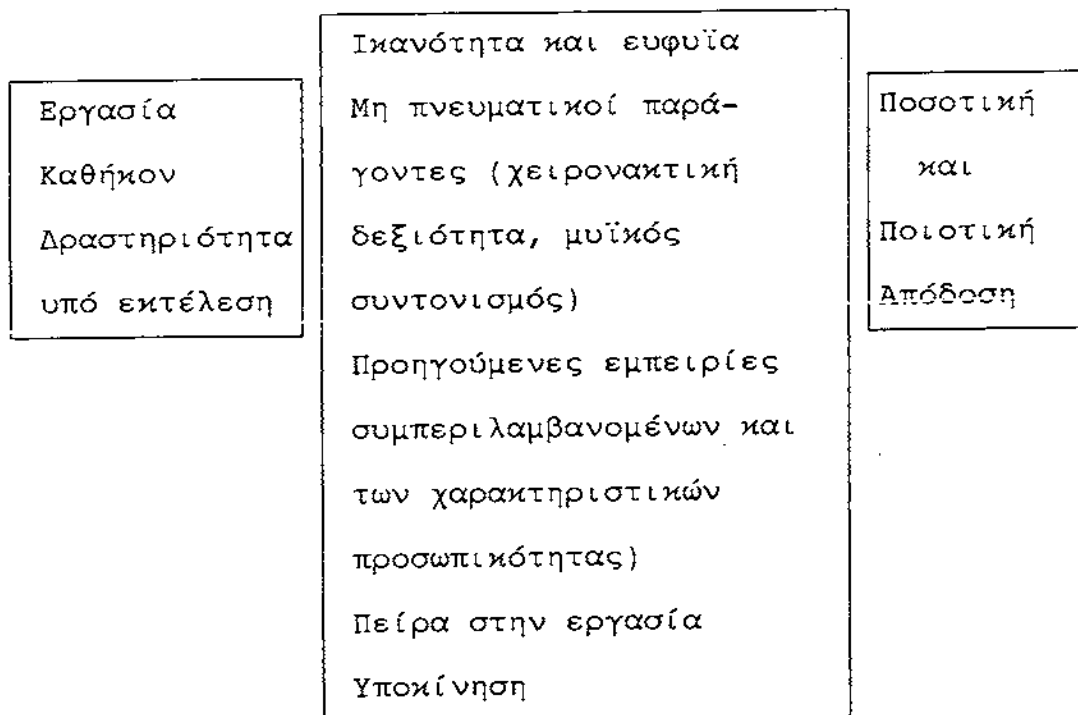 Εργασία
Καθήκον
Δραστηριότητα
υπό εκτέλεση
Ικανότητα και ευφυΐα
Μη πνευματικοί παρά-
γοντες (χειρονακτική
δεξιότητα, μυϊκός
συντονισμός)
Προηγούμενες εμπειρίες
συμπεριλαμβανομένων και
των χαρακτηριστικών
προσωπικότητας)
Πείρα στην εργασία
Υποκίνηση
Ποσοτική
και
Ποιοτική
Απόδοση